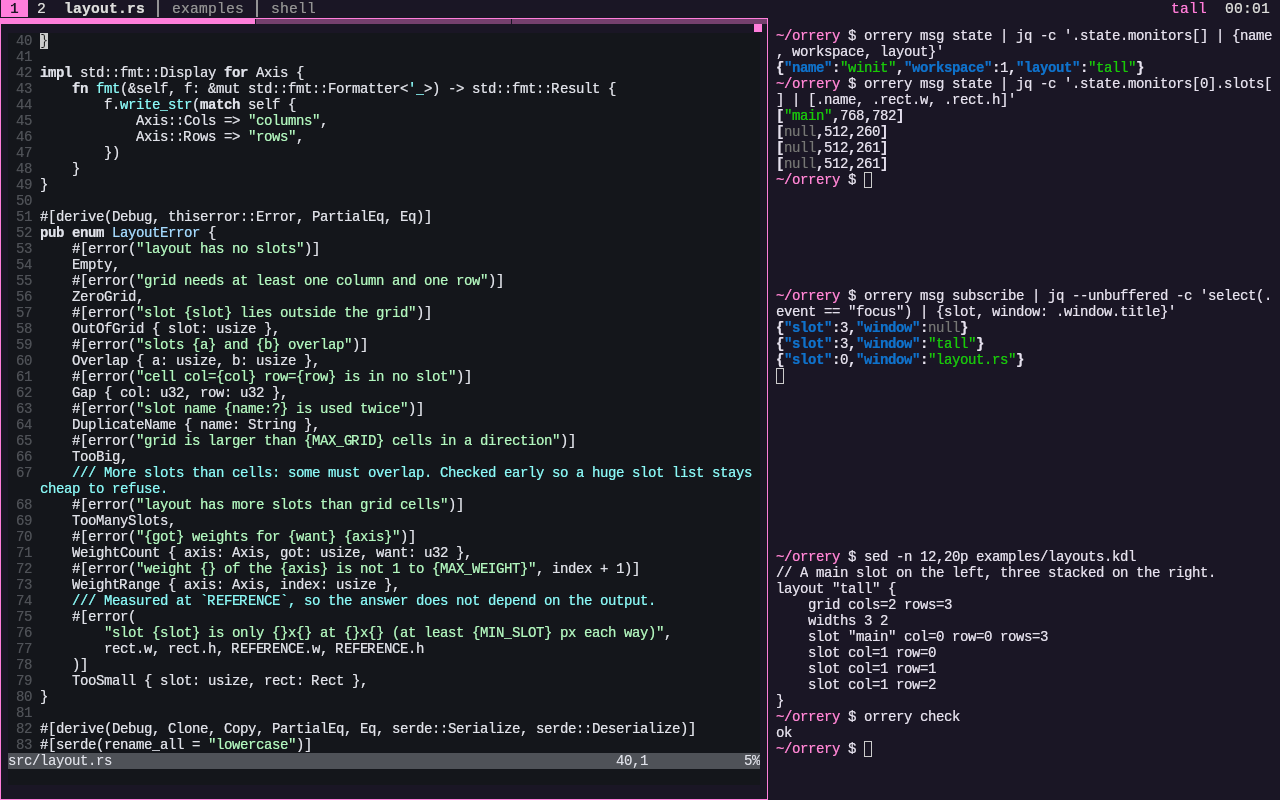 1 2 layout.rs | examples | shell tall 00:01
40 }
41
42 impl std::fmt::Display for Axis {
43     fn fmt(&self, f: &mut std::fmt::Formatter<'_>) -> std::fmt::Result {
44         f.write_str(match self {
45             Axis::Cols => "columns",
46             Axis::Rows => "rows",
47         })
48     }
49 }
50
51 #[derive(Debug, thiserror::Error, PartialEq, Eq)]
52 pub enum LayoutError {
53     #[error("layout has no slots")]
54     Empty,
55     #[error("grid needs at least one column and one row")]
56     ZeroGrid,
57     #[error("slot {slot} lies outside the grid")]
58     OutOfGrid { slot: usize },
59     #[error("slots {a} and {b} overlap")]
60     Overlap { a: usize, b: usize },
61     #[error("cell col={col} row={row} is in no slot")]
62     Gap { col: u32, row: u32 },
63     #[error("slot name {name:?} is used twice")]
64     DuplicateName { name: String },
65     #[error("grid is larger than {MAX_GRID} cells in a direction")]
66     TooBig,
67     /// More slots than cells: some must overlap. Checked early so a huge slot list stays
cheap to refuse.
68     #[error("layout has more slots than grid cells")]
69     TooManySlots,
70     #[error("{got} weights for {want} {axis}")]
71     WeightCount { axis: Axis, got: usize, want: u32 },
72     #[error("weight {} of the {axis} is not 1 to {MAX_WEIGHT}", index + 1)]
73     WeightRange { axis: Axis, index: usize },
74     /// Measured at `REFERENCE`, so the answer does not depend on the output.
75     #[error(
76         "slot {slot} is only {}x{} at {}x{} (at least {MIN_SLOT} px each way)",
77         rect.w, rect.h, REFERENCE.w, REFERENCE.h
78     )]
79     TooSmall { slot: usize, rect: Rect },
80 }
81
82 #[derive(Debug, Clone, Copy, PartialEq, Eq, serde::Serialize, serde::Deserialize)]
83 #[serde(rename_all = "lowercase")]
src/layout.rs 40,1 5%
~/orrery $ orrery msg state | jq -c '.state.monitors[] | {name
, workspace, layout}'
{"name":"winit","workspace":1,"layout":"tall"}
~/orrery $ orrery msg state | jq -c '.state.monitors[0].slots[
] | [.name, .rect.w, .rect.h]'
["main",768,782]
[null,512,260]
[null,512,261]
[null,512,261]
~/orrery $
~/orrery $ orrery msg subscribe | jq --unbuffered -c 'select(.
event == "focus") | {slot, window: .window.title}'
{"slot":3,"window":null}
{"slot":3,"window":"tall"}
{"slot":0,"window":"layout.rs"}
~/orrery $ sed -n 12,20p examples/layouts.kdl
// A main slot on the left, three stacked on the right.
layout "tall" {
    grid cols=2 rows=3
    widths 3 2
    slot "main" col=0 row=0 rows=3
    slot col=1 row=0
    slot col=1 row=1
    slot col=1 row=2
}
~/orrery $ orrery check
ok
~/orrery $